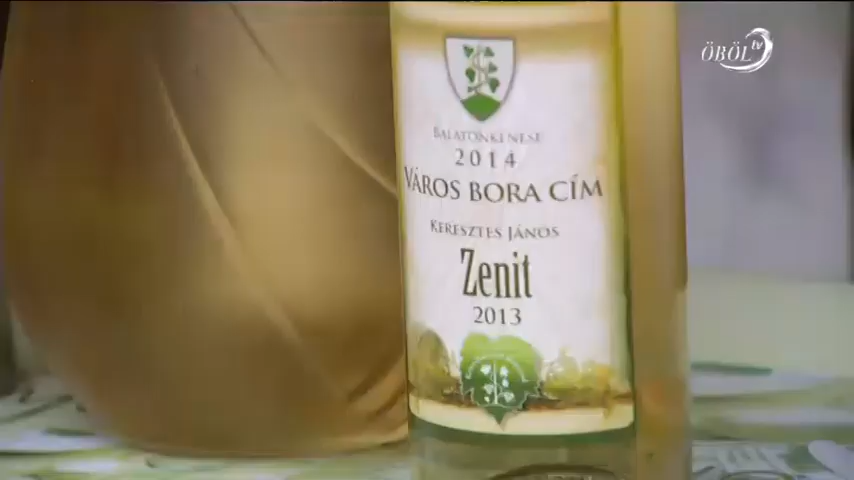 ÖBÖL tv
BALATONKENESE
2014
VÁROS BORA CÍM
KERESZTES JÁNOS
Zenit
2013